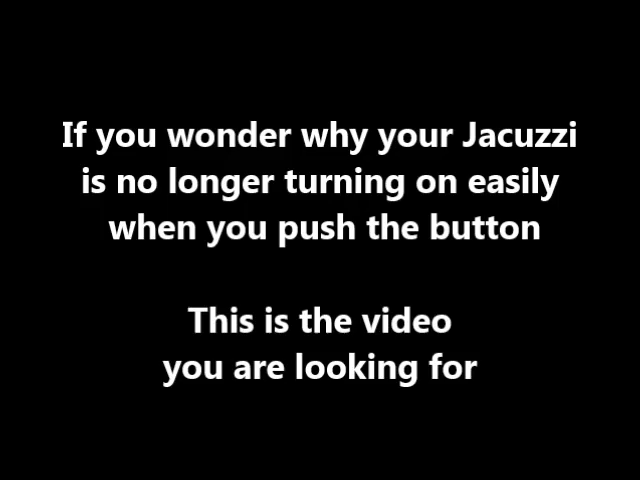 If you wonder why your Jacuzzi
is no longer turning on easily
when you push the button
This is the video
you are looking for